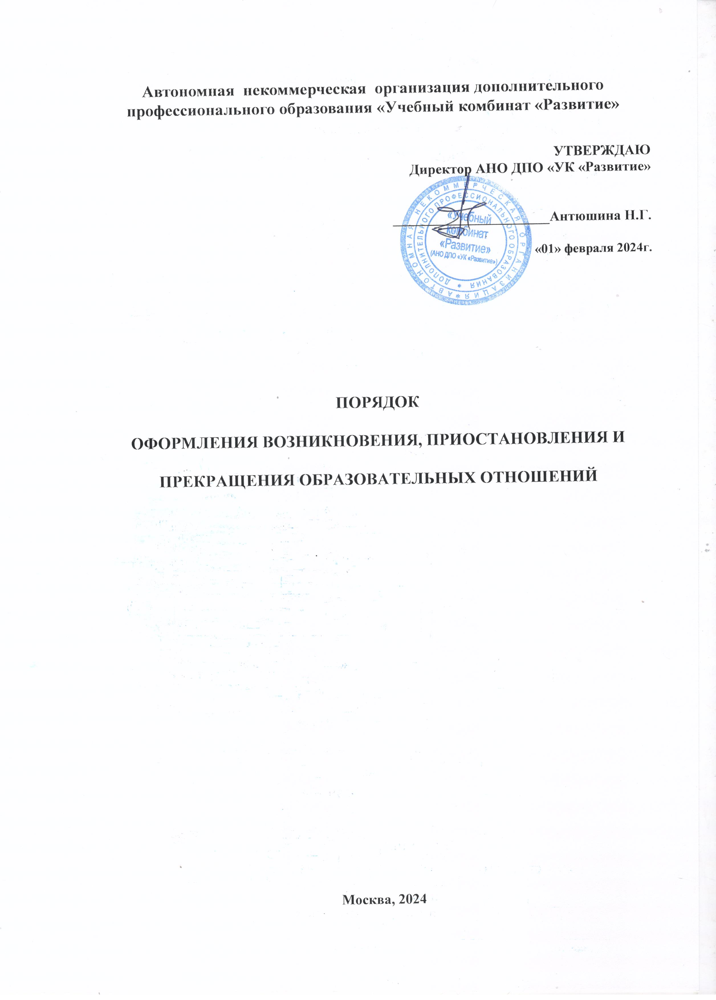 Автономная некоммерческая организация дополнительного
профессионального образования «Учебный комбинат «Развитие»
УТВЕРЖДАЮ
Директор АНО ДПО «УК «Развитие»
Антюшина Н.Г.
«01» февраля 2024г.
АВТОНОМНАЯ НЕКОММЕРЧЕСКАЯ ОРГАНИЗАЦИЯ *
ДОПОЛНИТЕЛЬНОГО ПРОФЕССИОНАЛЬНОГО ОБРАЗОВАНИЯ *
«Учебный
комбинат
«Развитие»
(АНО ДПО «УК «Развитие»)
ПОРЯДОК
ОФОРМЛЕНИЯ ВОЗНИКНОВЕНИЯ, ПРИОСТАНОВЛЕНИЯ И
ПРЕКРАЩЕНИЯ ОБРАЗОВАТЕЛЬНЫХ ОТНОШЕНИЙ
Москва, 2024